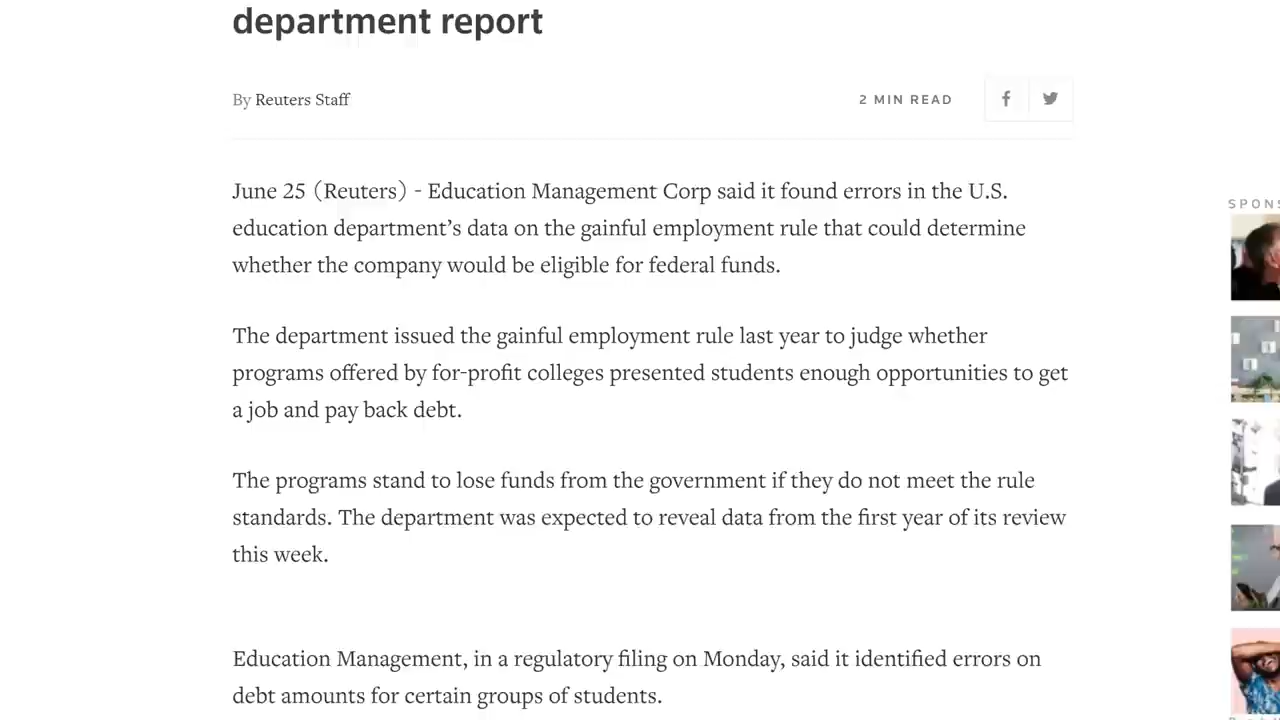 department report
By Reuters Staff
2 MIN READ
June 25 (Reuters) - Education Management Corp said it found errors in the U.S.
education department’s data on the gainful employment rule that could determine
whether the company would be eligible for federal funds.
The department issued the gainful employment rule last year to judge whether
programs offered by for-profit colleges presented students enough opportunities to get
a job and pay back debt.
The programs stand to lose funds from the government if they do not meet the rule
standards. The department was expected to reveal data from the first year of its review
this week.
Education Management, in a regulatory filing on Monday, said it identified errors on
debt amounts for certain groups of students.
SPONS